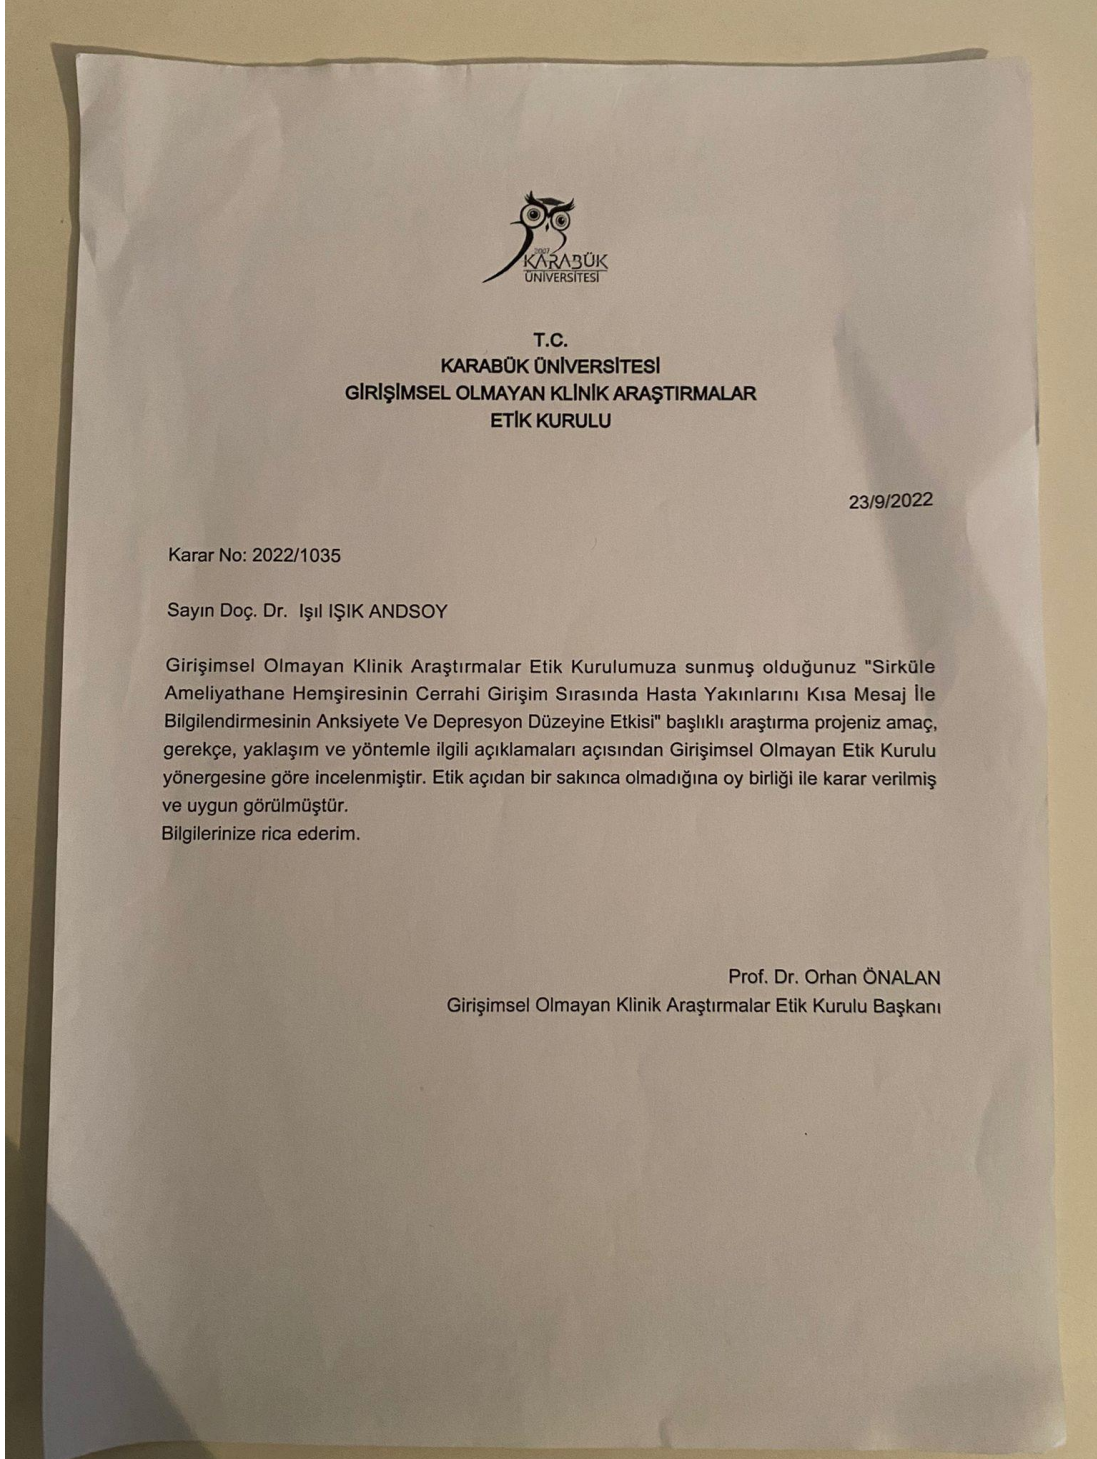 2007
KARABÜK
ÜNİVERSİTESİ
T.C.
KARABÜK ÜNİVERSİTESİ
GİRİŞİMSEL OLMAYAN KLİNİK ARAŞTIRMALAR
ETİK KURULU
23/9/2022
Karar No: 2022/1035
Sayın Doç. Dr. Işıl IŞIK ANDSOY
Girişimsel Olmayan Klinik Araştırmalar Etik Kurulumuza sunmuş olduğunuz "Sirküle
Ameliyathane Hemşiresinin Cerrahi Girişim Sırasında Hasta Yakınlarını Kısa Mesaj İle
Bilgilendirmesinin Anksiyete Ve Depresyon Düzeyine Etkisi" başlıklı araştırma projeniz amaç,
gerekçe, yaklaşım ve yöntemle ilgili açıklamaları açısından Girişimsel Olmayan Etik Kurulu
yönergesine göre incelenmiştir. Etik açıdan bir sakınca olmadığına oy birliği ile karar verilmiş
ve uygun görülmüştür.
Bilgilerinize rica ederim.
Prof. Dr. Orhan ÖNALAN
Girişimsel Olmayan Klinik Araştırmalar Etik Kurulu Başkanı